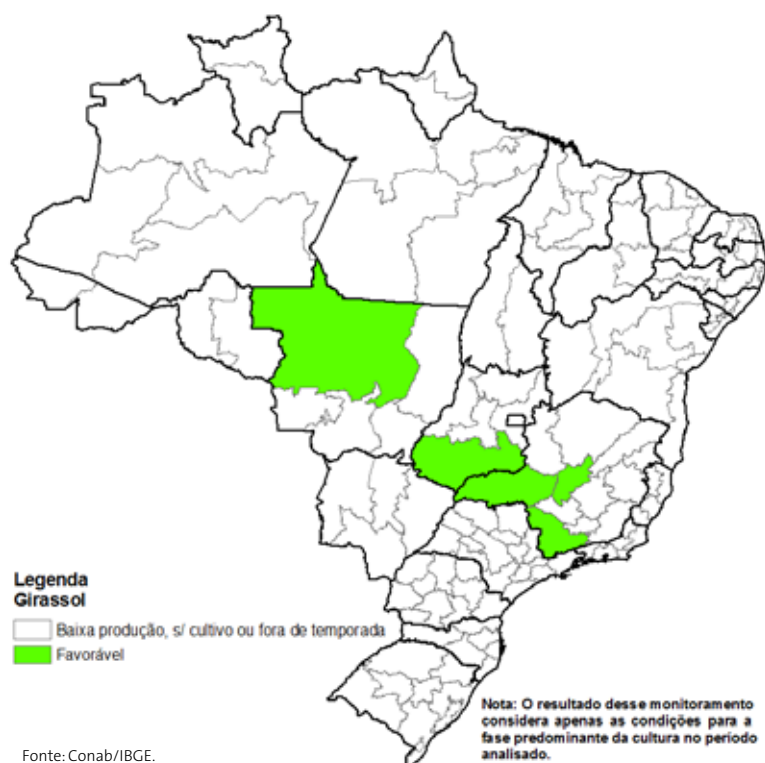 Legenda
Girassol
Baixa produção, s/ cultivo ou fora de temporada
Favorável
Nota: O resultado desse monitoramento
considera apenas as condições para a
fase predominante da cultura no período
analisado.
Fonte: Conab/IBGE.